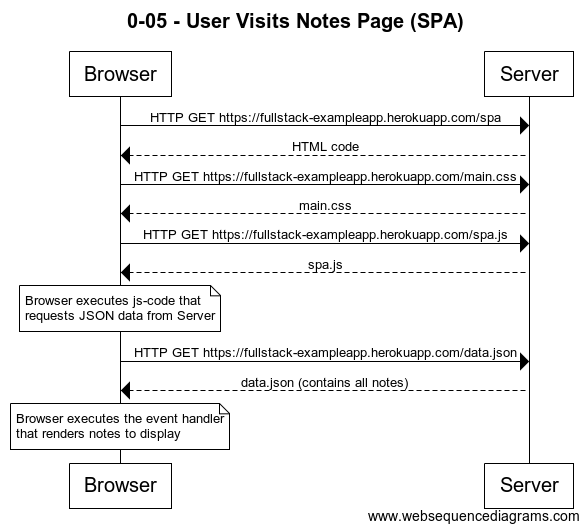 0-05 - User Visits Notes Page (SPA)
Browser
Server
HTTP GET https://fullstack-exampleapp.herokuapp.com/spa
HTML code
HTTP GET https://fullstack-exampleapp.herokuapp.com/main.css
main.css
HTTP GET https://fullstack-exampleapp.herokuapp.com/spa.js
spa.js
Browser executes js-code that
requests JSON data from Server
HTTP GET https://fullstack-exampleapp.herokuapp.com/data.json
data.json (contains all notes)
Browser executes the event handler
that renders notes to display
Browser
Server
www.websequencediagrams.com